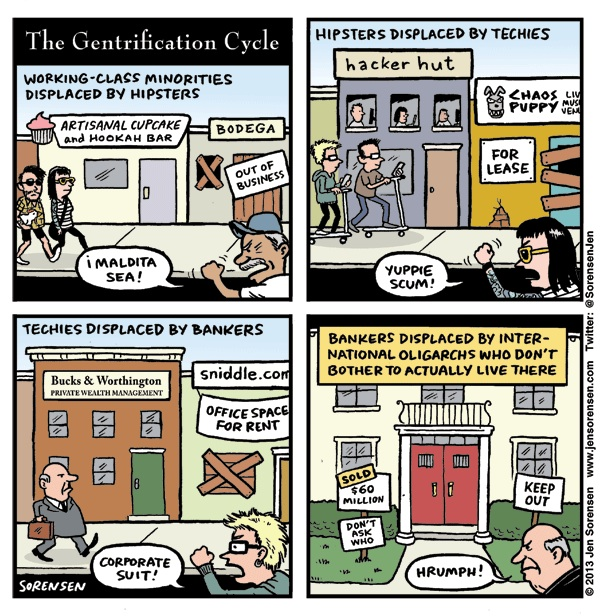 The Gentrification Cycle
WORKING-CLASS MINORITIES
DISPLACED BY HIPSTERS
ARTISANAL CUPCAKE
and HOOKAH BAR
BODEGA
OUT OF
BUSINESS
¡MALDITA
SEA!
HIPSTERS DISPLACED BY TECHIES
hacker hut
CHAOS
PUPPY
LIV
MUS
VEN
FOR
LEASE
YUPPIE
SCUM!
TECHIES DISPLACED BY BANKERS
Bucks & Worthington
PRIVATE WEALTH MANAGEMENT
sniddle.com
OFFICE SPACE
FOR RENT
CORPORATE
SUIT!
SORENSEN
BANKERS DISPLACED BY INTER-
NATIONAL OLIGARCHS WHO DON'T
BOTHER TO ACTUALLY LIVE THERE
SOLD
$60
MILLION
DON'T
ASK
WHO
KEEP
OUT
HRUMPH!
© 2013 Jen Sorensen www.jensorensen.com Twitter: @SorensenJen